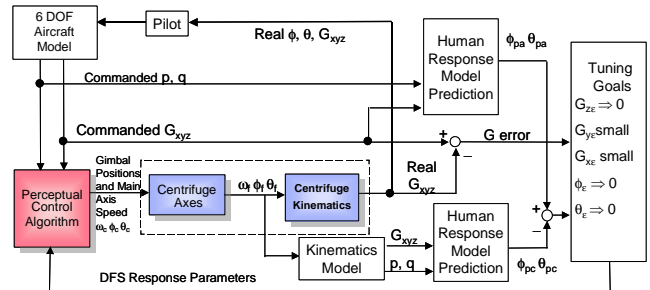 6 DOF
Aircraft
Model
Pilot
Real ϕ, θ, Gxyz
Human
Response
Model
Prediction
ϕpa θpa
Tuning
Goals
Gzε ⇒ 0
Gyε small
Gxε small
ϕε ⇒ 0
θε ⇒ 0
Commanded p, q
Commanded Gxyz
+
−
G error
Gimbal
Positions
and Main
Axis
Speed
ωc ϕc θc
Perceptual
Control
Algorithm
Centrifuge
Axes
ωf ϕf θf
Centrifuge
Kinematics
Real
Gxyz
Kinematics
Model
Gxyz
p, q
Human
Response
Model
Prediction
+
−
ϕpc θpc
DFS Response Parameters